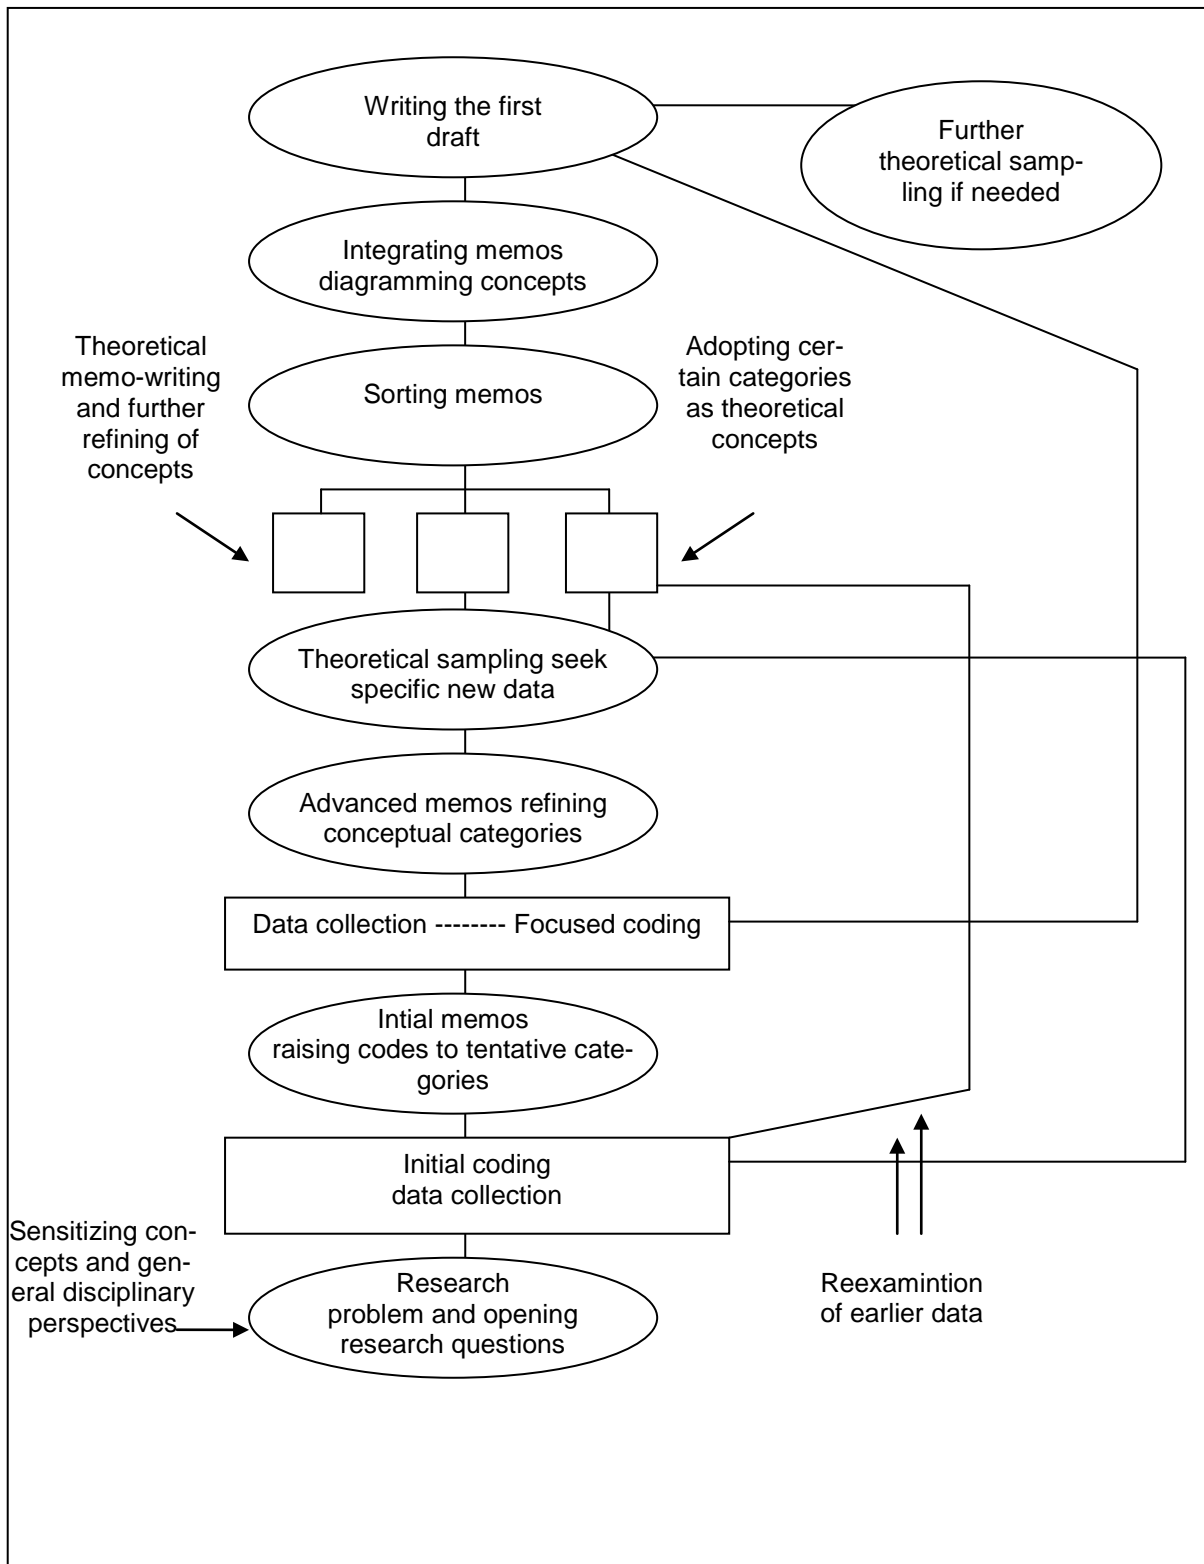 Writing the first
draft
Further
theoretical samp-
ling if needed
Integrating memos
diagramming concepts
Theoretical
memo-writing
and further
refining of
concepts
Sorting memos
Adopting cer-
tain categories
as theoretical
concepts
Theoretical sampling seek
specific new data
Advanced memos refining
conceptual categories
Data collection -------- Focused coding
Intial memos
raising codes to tentative cate-
gories
Initial coding
data collection
Sensitizing con-
cepts and gen-
eral disciplinary
perspectives
Research
problem and opening
research questions
Reexamintion
of earlier data